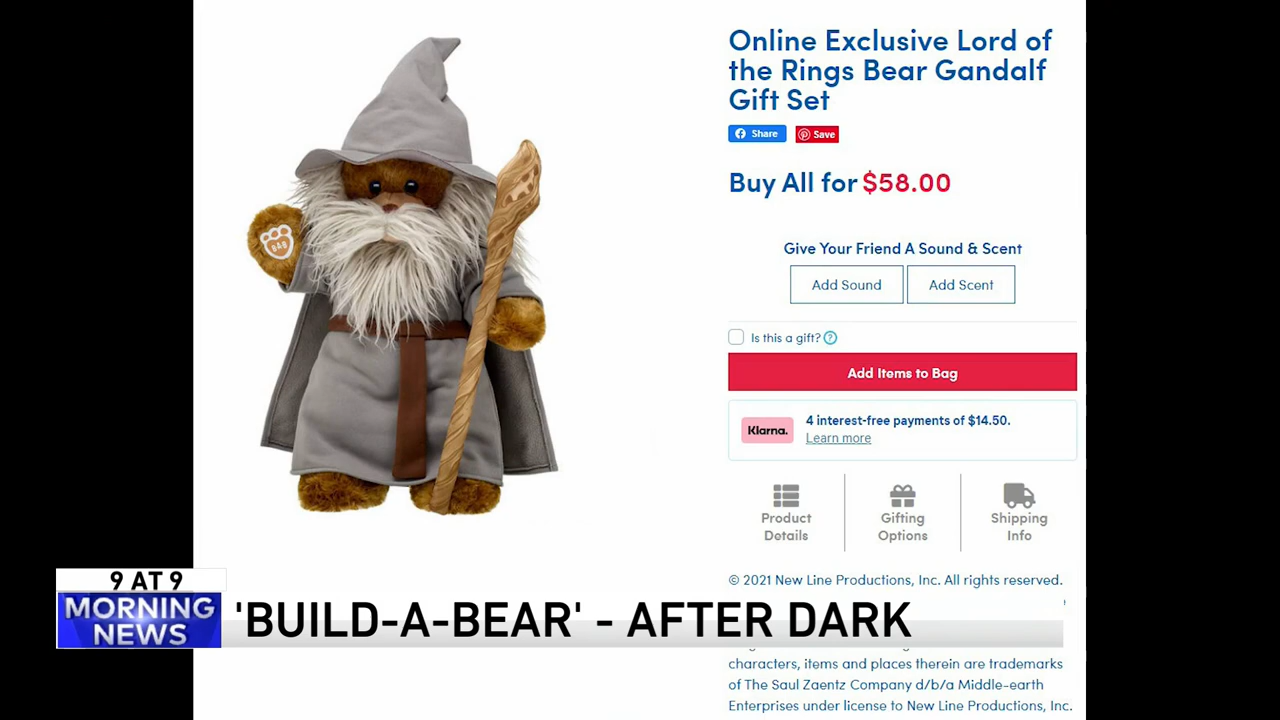 Online Exclusive Lord of
the Rings Bear Gandalf
Gift Set
Share
Save
Buy All for $58.00
Give Your Friend A Sound & Scent
Add Sound
Add Scent
Is this a gift? ?
Add Items to Bag
Klarna.
4 interest-free payments of $14.50.
Learn more
Product
Details
Gifting
Options
Shipping
Info
© 2021 New Line Productions, Inc. All rights reserved.
characters, items and places therein are trademarks
of The Saul Zaentz Company d/b/a Middle-earth
Enterprises under license to New Line Productions, Inc.
BAB
9 AT 9
MORNING
NEWS
'BUILD-A-BEAR' - AFTER DARK